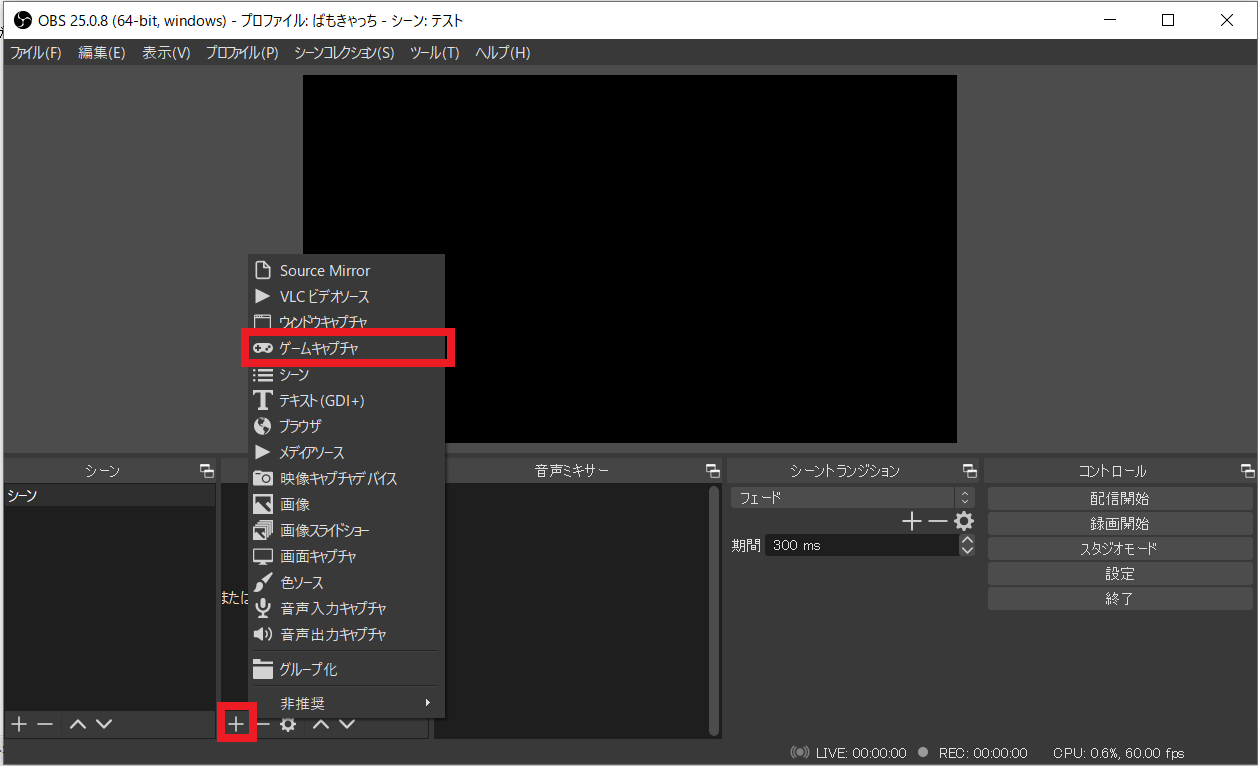 OBS 25.0.8 (64-bit, windows) - プロファイル: ばもきゃっち - シーン: テスト
ファイル(F) 編集(E) 表示(V) プロファイル(P) シーンコレクション(S) ツール(T) ヘルプ(H)
Source Mirror
VLC ビデオソース
ウィンドウキャプチャ
ゲームキャプチャ
シーン
テキスト (GDI+)
ブラウザ
メディアソース
映像キャプチャデバイス
画像
画像スライドショー
画面キャプチャ
色ソース
音声入力キャプチャ
音声出力キャプチャ
グループ化
非推奨
シーン
シーン
または
音声ミキサー
シーントランジション
フェード
期間 300 ms
コントロール
配信開始
録画開始
スタジオモード
設定
終了
LIVE: 00:00:00 REC: 00:00:00 CPU: 0.6%, 60.00 fps